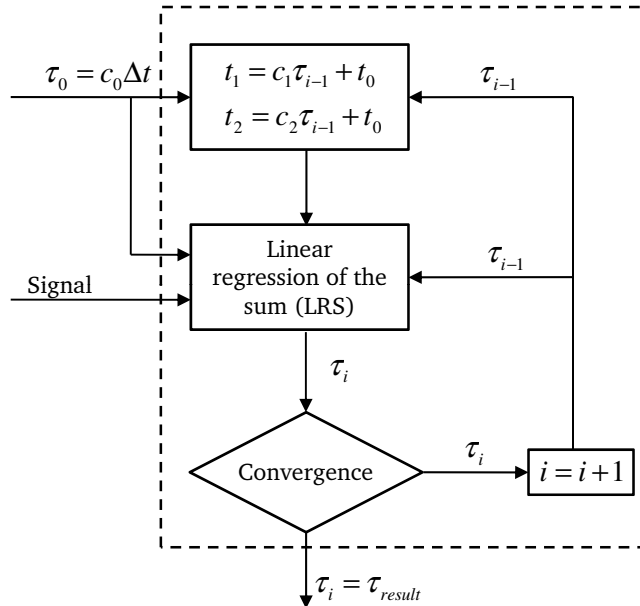 τ₀ = c₀Δt
t₁ = c₁τᵢ₋₁ + t₀
t₂ = c₂τᵢ₋₁ + t₀
τᵢ₋₁
Linear
regression of the
sum (LRS)
τᵢ₋₁
Signal
τᵢ
Convergence
τᵢ
i = i + 1
τᵢ = τ_result